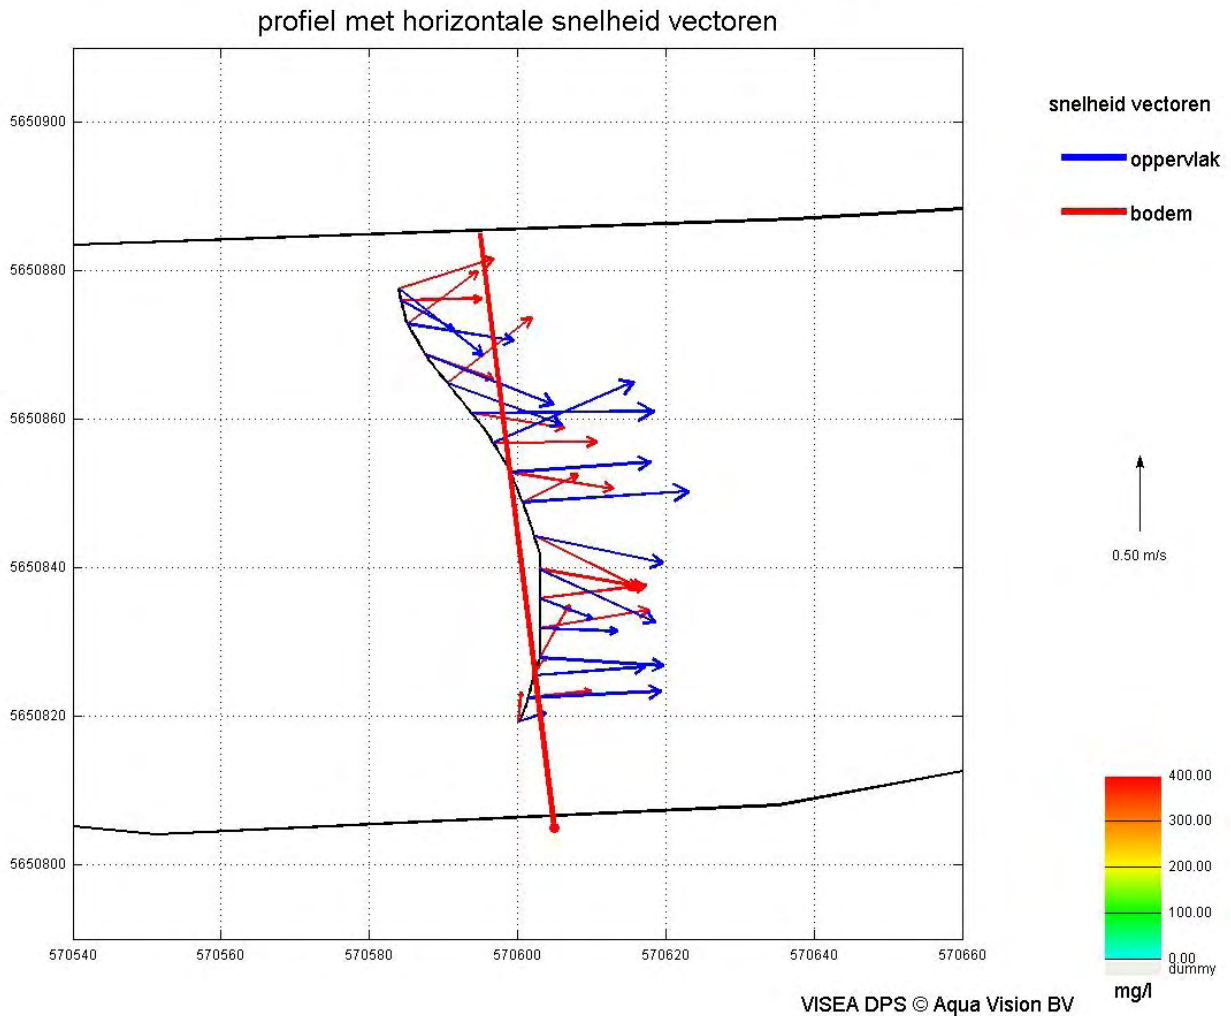 profiel met horizontale snelheid vectoren
snelheid vectoren
oppervlak
bodem
5650900
5650880
5650860
5650840
5650820
5650800
0.50 m/s
400.00
300.00
200.00
100.00
0.00
dummy
mg/l
570540 570560 570580 570600 570620 570640 570660
VISEA DPS © Aqua Vision BV